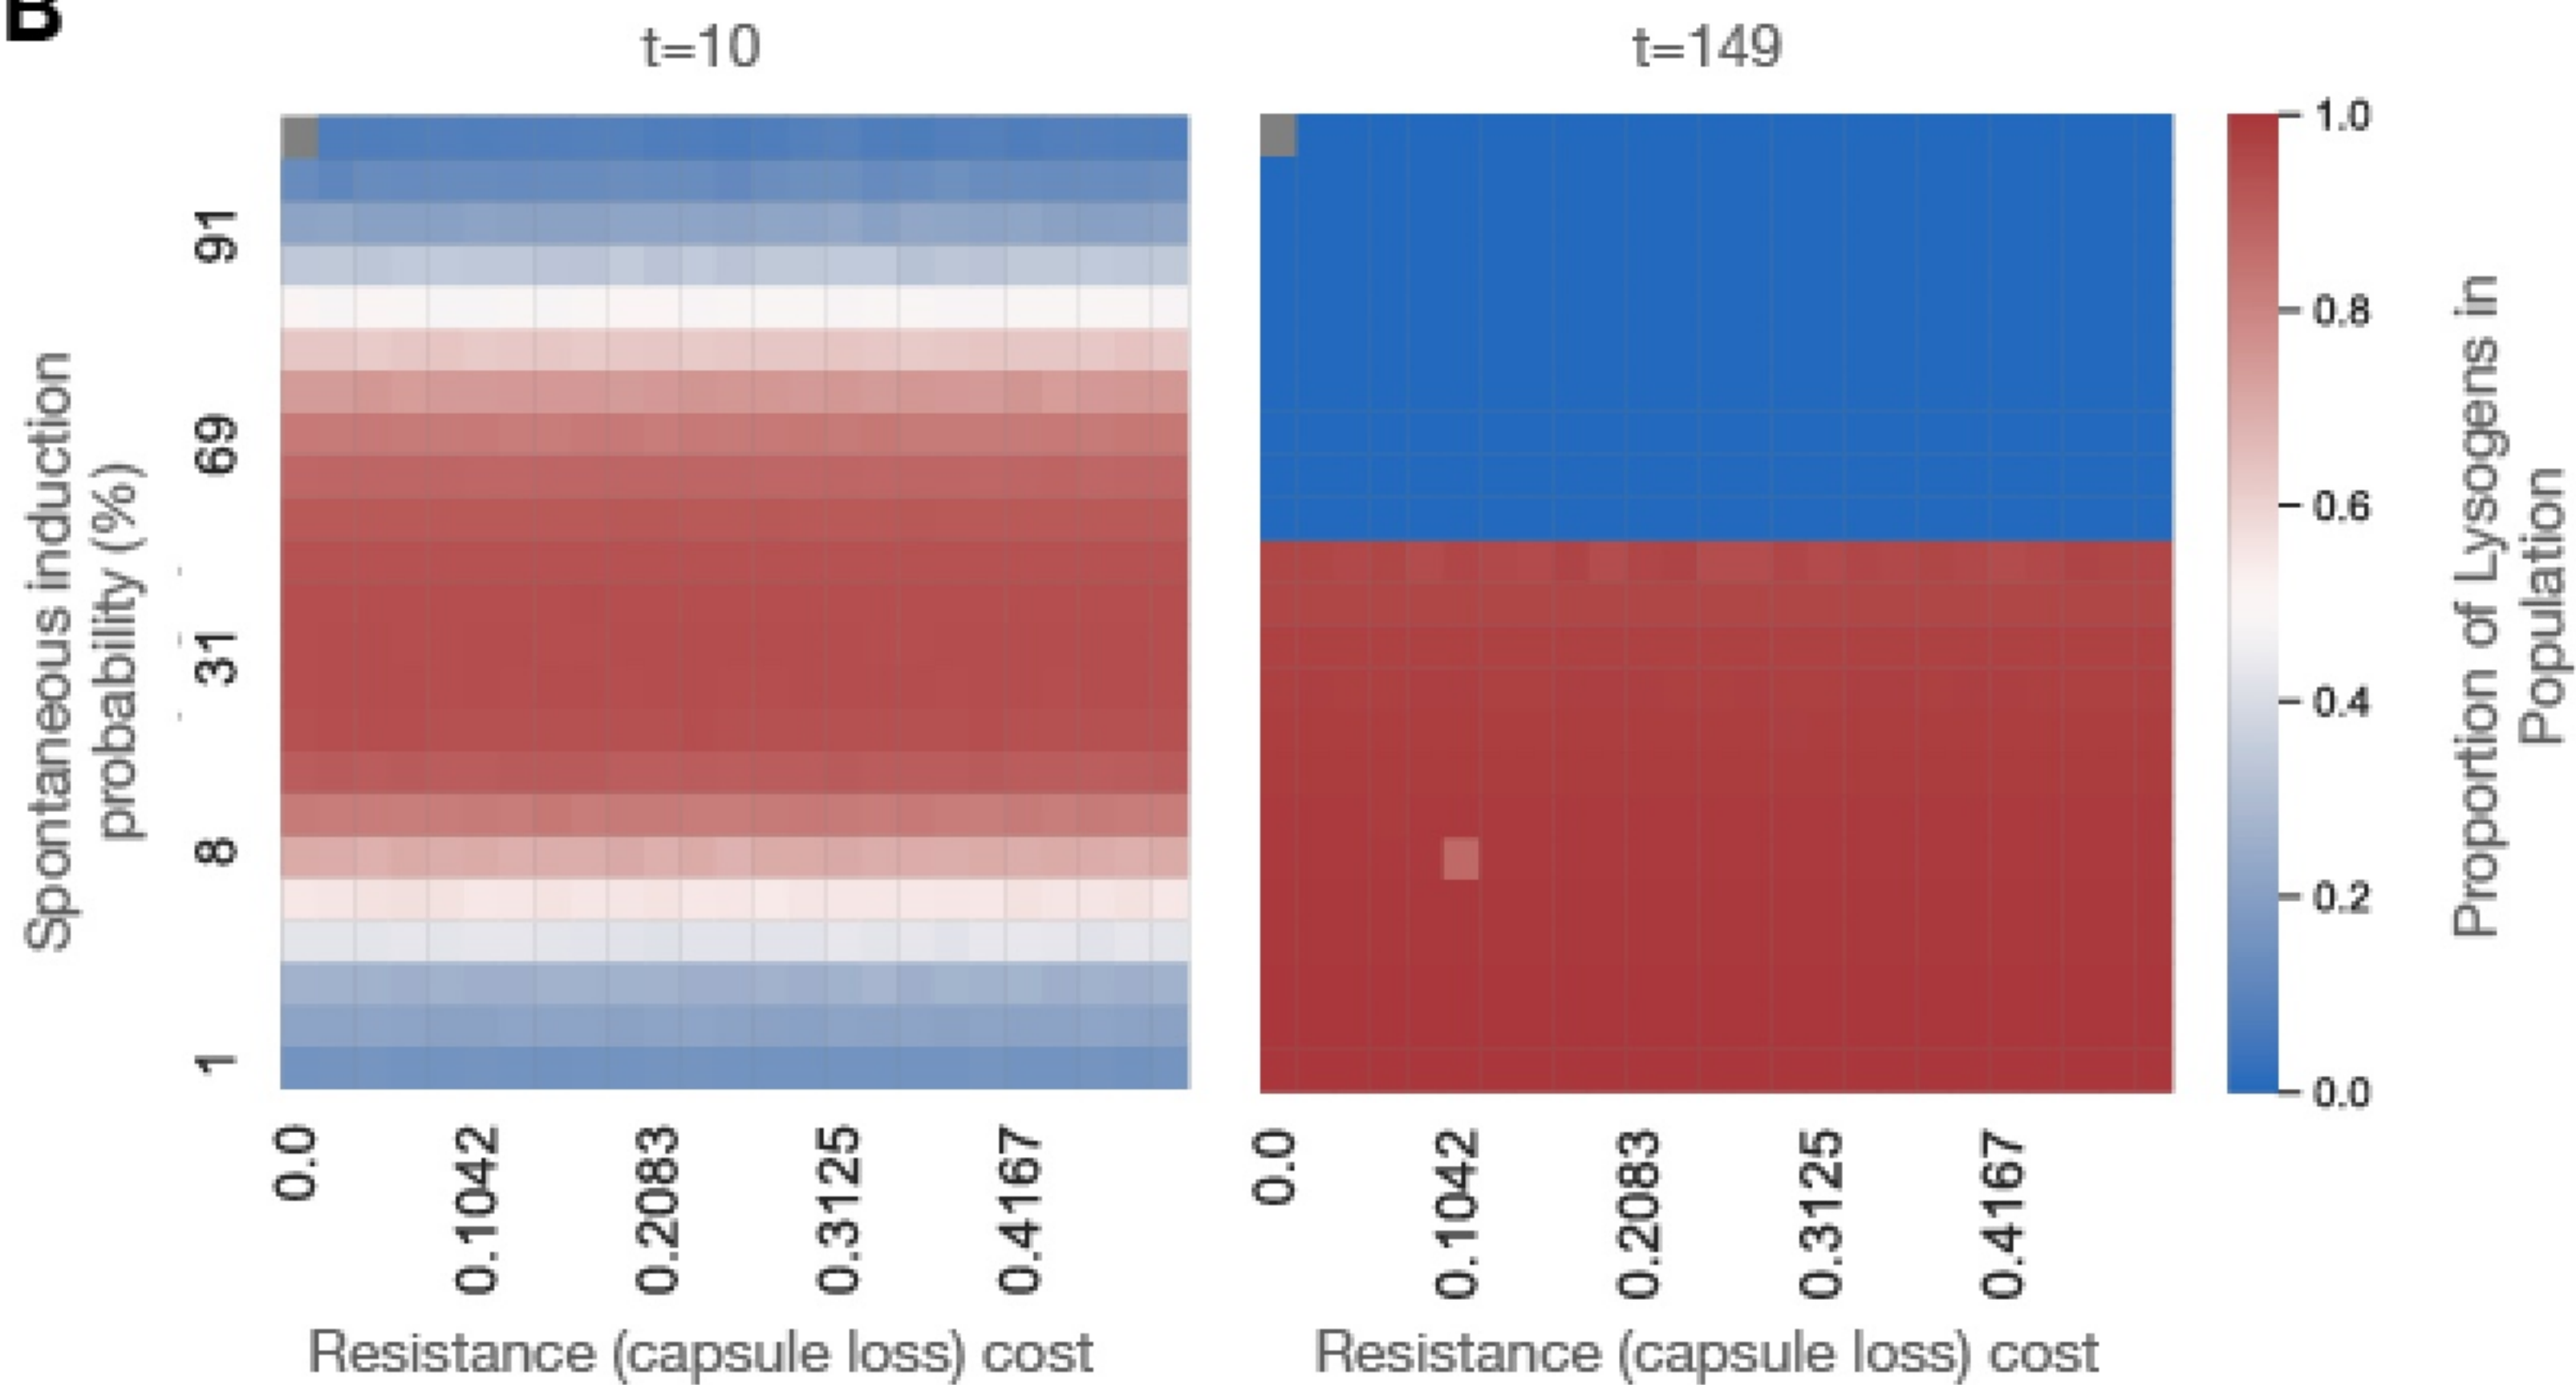 B
t=10
t=149
Spontaneous induction
probability (%)
91
69
31
8
1
0.0
0.1042
0.2083
0.3125
0.4167
Resistance (capsule loss) cost
0.0
0.1042
0.2083
0.3125
0.4167
Resistance (capsule loss) cost
1.0
0.8
0.6
0.4
0.2
0.0
Proportion of Lysogens in
Population